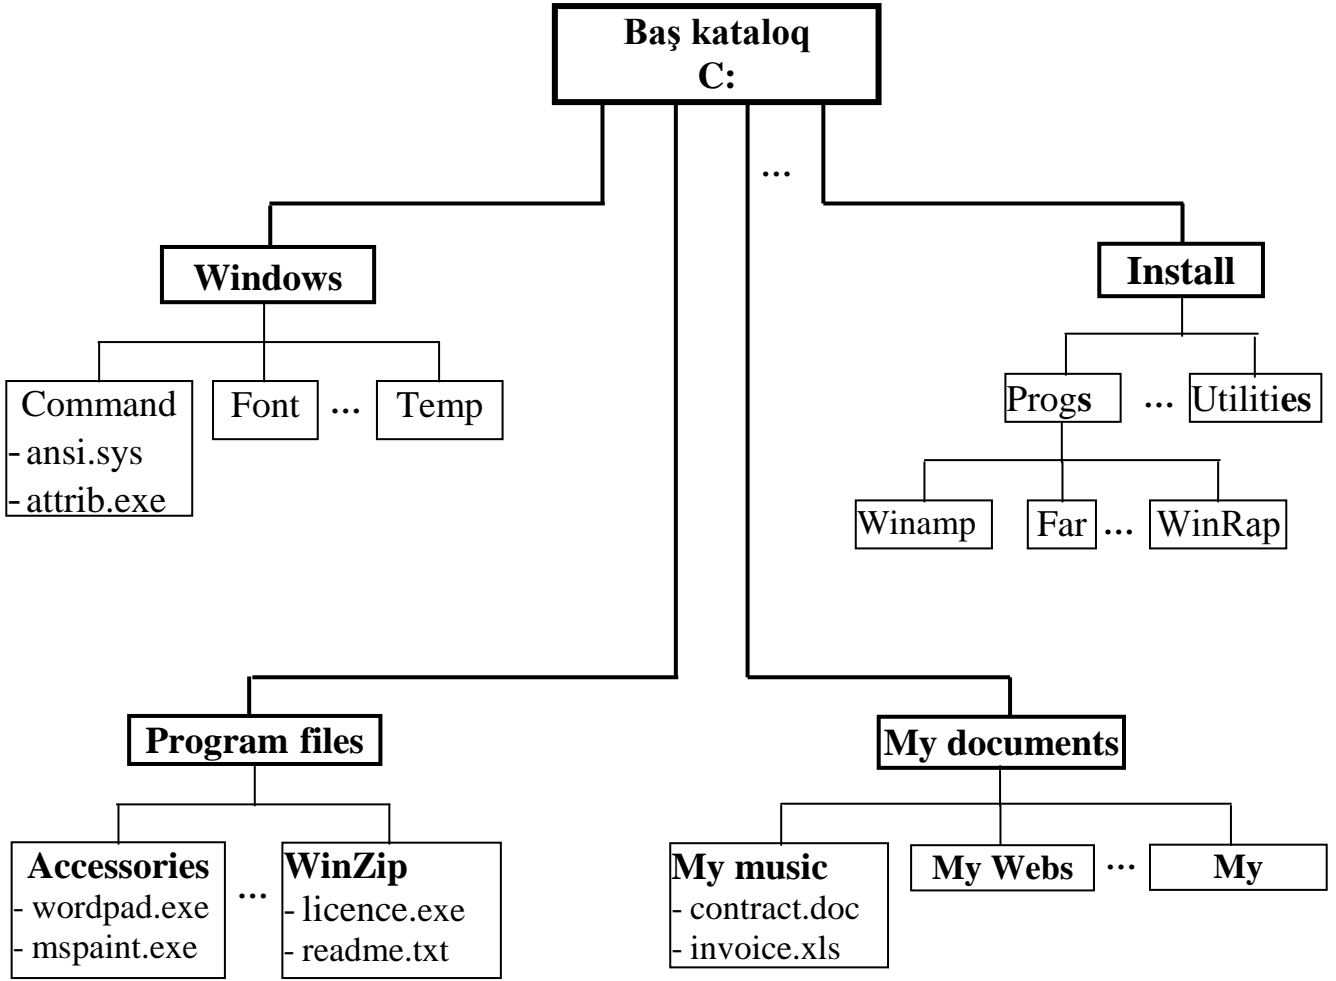 Baş kataloq
C:
...
Windows
Install
Command
- ansi.sys
- attrib.exe
Font
...
Temp
Progs
...
Utilities
Winamp
Far
...
WinRap
Program files
My documents
Accessories
- wordpad.exe
- mspaint.exe
...
WinZip
- licence.exe
- readme.txt
My music
- contract.doc
- invoice.xls
My Webs
...
My